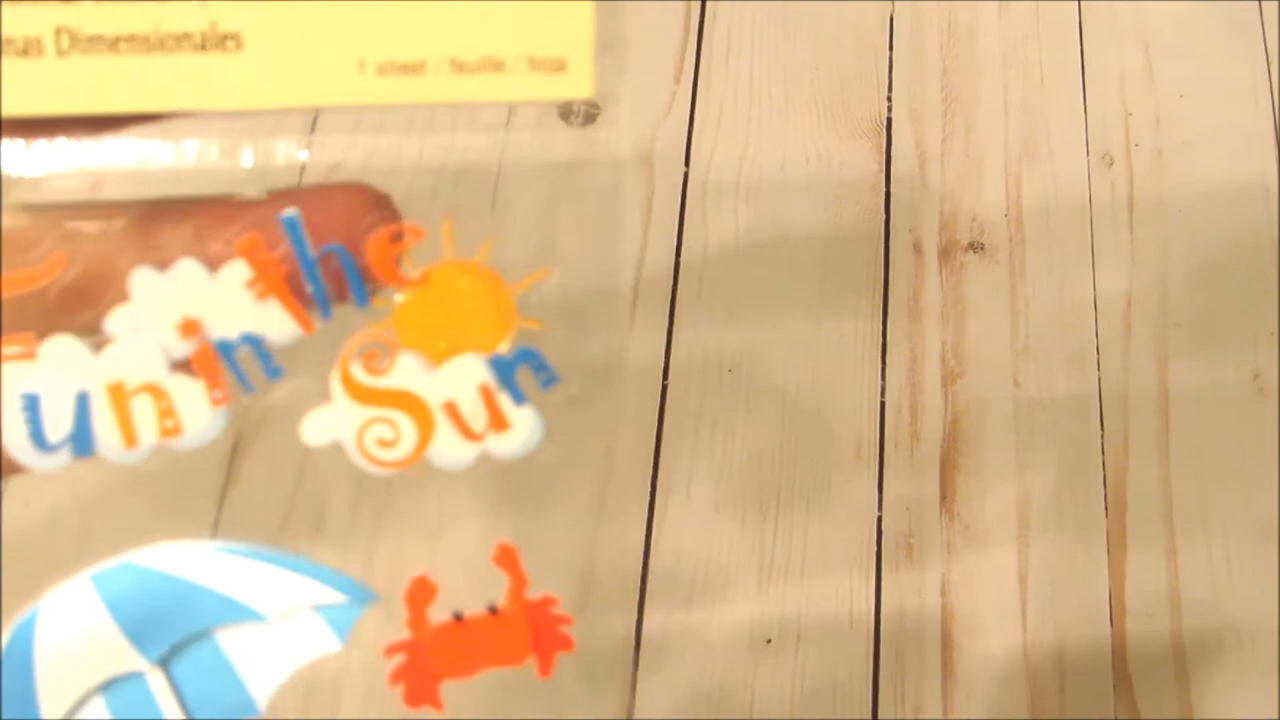 nas Dimensionales
1 sheet / feuille / hoja
the
un in
Sun